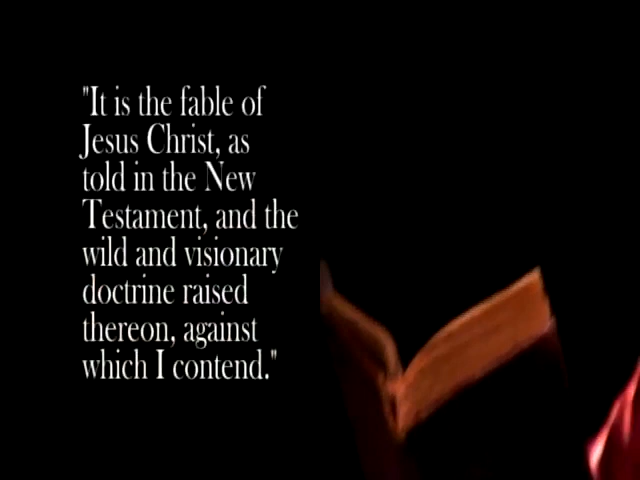 "It is the fable of
Jesus Christ, as
told in the New
Testament, and the
wild and visionary
doctrine raised
thereon, against
which I contend."